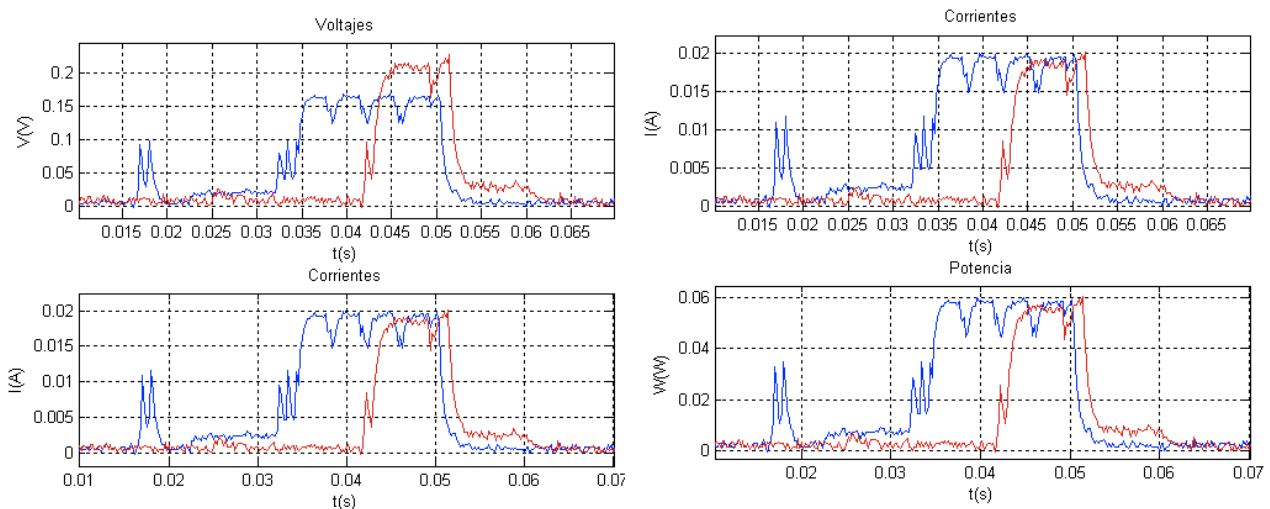 Voltajes
V(V)
0.2
0.15
0.1
0.05
0
0.015 0.02 0.025 0.03 0.035 0.04 0.045 0.05 0.055 0.06 0.065
t(s)
Corrientes
I(A)
0.02
0.015
0.01
0.005
0
0.015 0.02 0.025 0.03 0.035 0.04 0.045 0.05 0.055 0.06 0.065
t(s)
Corrientes
I(A)
0.02
0.015
0.01
0.005
0
0.01 0.02 0.03 0.04 0.05 0.06 0.07
t(s)
Potencia
W(W)
0.06
0.04
0.02
0
0.02 0.03 0.04 0.05 0.06 0.07
t(s)